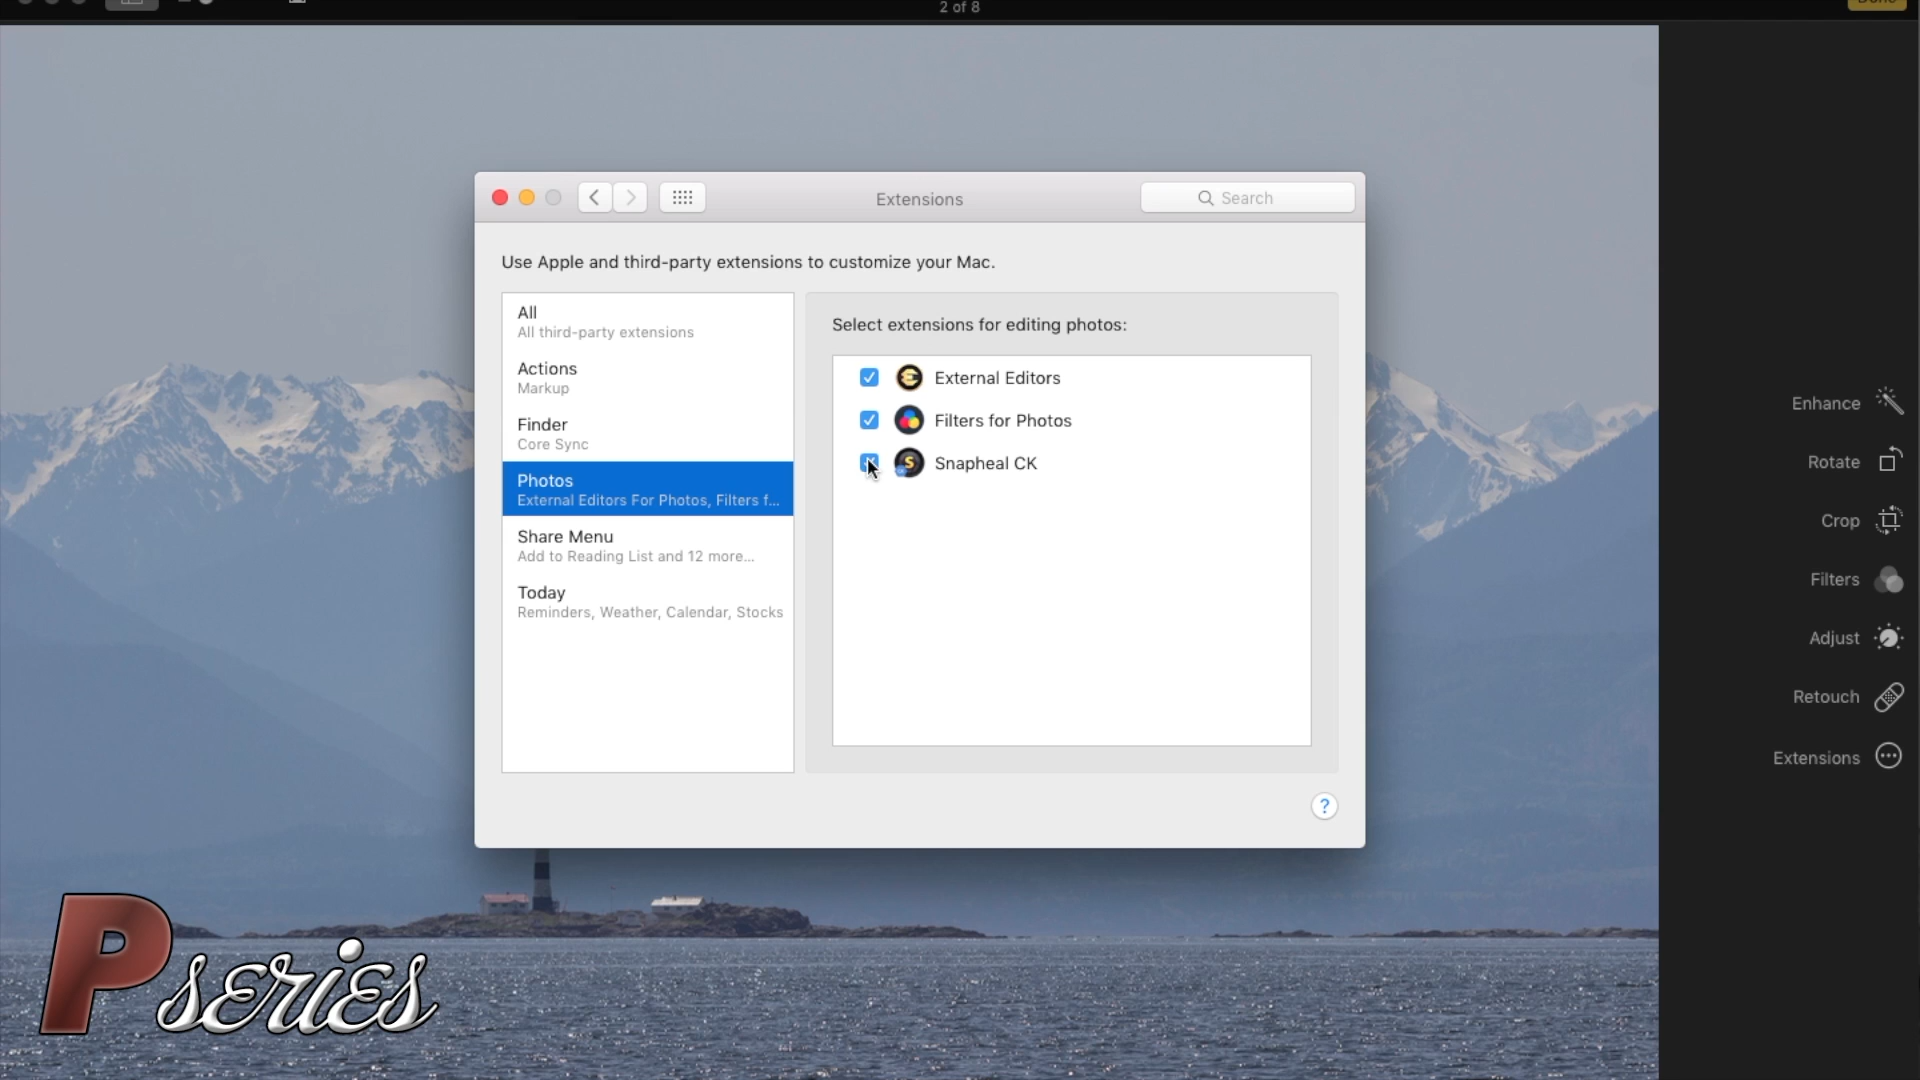 2 of 8
Done
Extensions
Search
Use Apple and third-party extensions to customize your Mac.
All
All third-party extensions
Actions
Markup
Finder
Core Sync
Photos
External Editors For Photos, Filters f...
Share Menu
Add to Reading List and 12 more...
Today
Reminders, Weather, Calendar, Stocks
Select extensions for editing photos:
External Editors
Filters for Photos
Snapheal CK
?
Enhance
Rotate
Crop
Filters
Adjust
Retouch
Extensions
P series